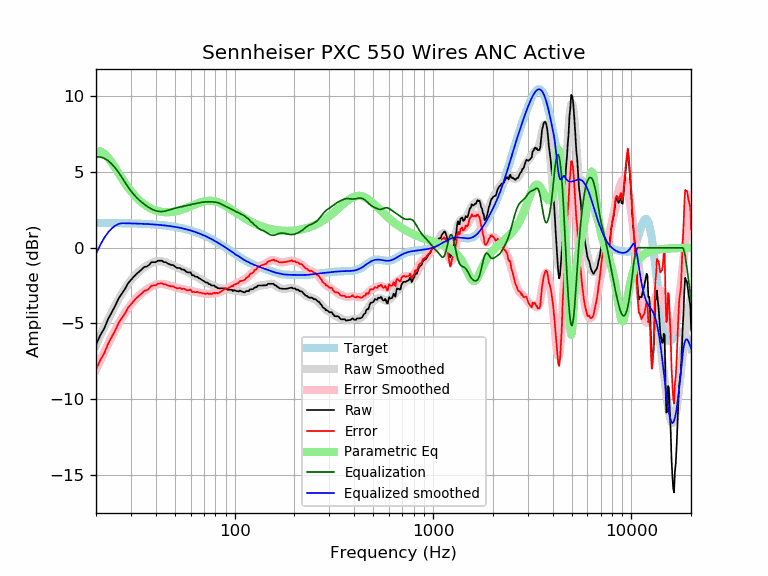 Sennheiser PXC 550 Wires ANC Active
10
5
0
−5
−10
−15
Amplitude (dBr)
Target
Raw Smoothed
Error Smoothed
Raw
Error
Parametric Eq
Equalization
Equalized smoothed
100
1000
10000
Frequency (Hz)